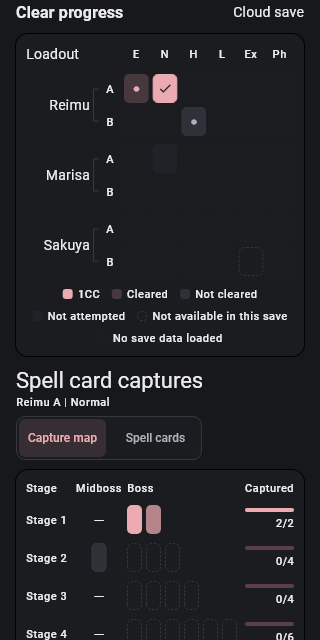 Clear progress Cloud save
Loadout E N H L Ex Ph
Reimu A
B
Marisa A
B
Sakuya A
B
1CC Cleared Not cleared
Not attempted Not available in this save
No save data loaded
Spell card captures
Reimu A | Normal
Capture map Spell cards
Stage Midboss Boss Captured
Stage 1 — 2/2
Stage 2 0/4
Stage 3 — 0/4
Stage 4 — 0/6